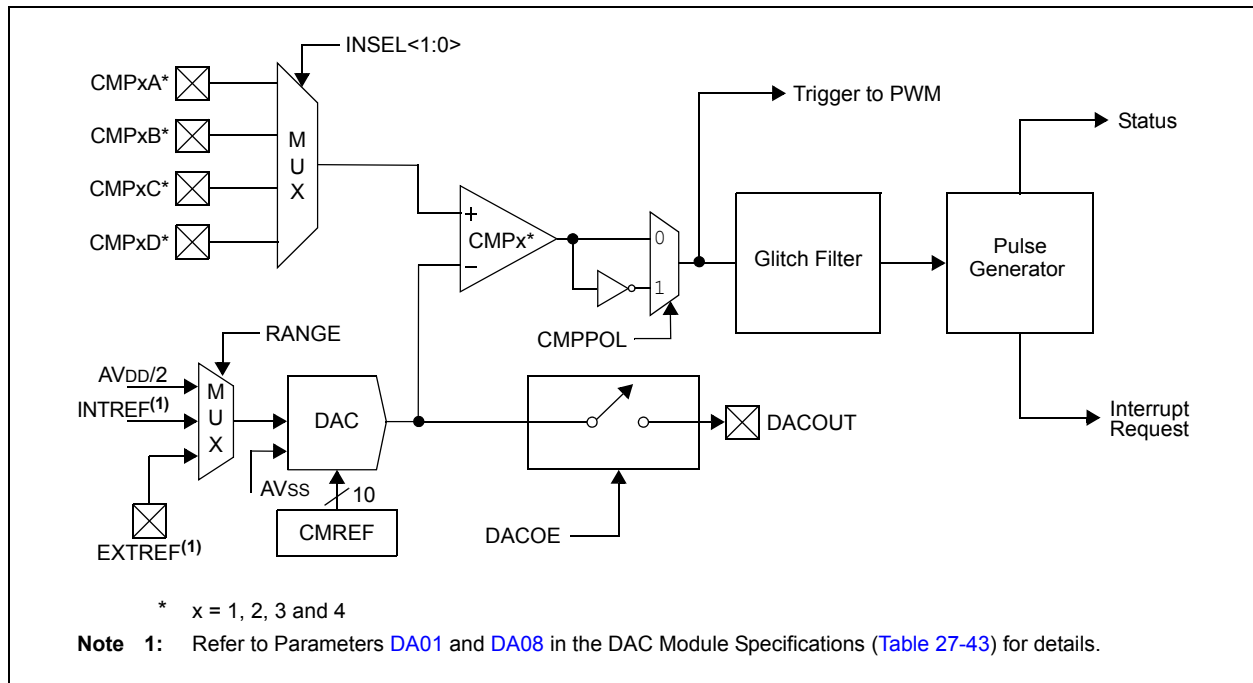 INSEL<1:0>
CMPxA*
CMPxB*
CMPxC*
CMPxD*
M
U
X
Trigger to PWM
Status
+
CMPx*
–
0
1
CMPPOL
Glitch Filter
Pulse
Generator
Interrupt
Request
RANGE
AVDD/2
INTREF(1)
EXTREF(1)
M
U
X
DAC
AVSS
10
CMREF
DACOUT
DACOE
* x = 1, 2, 3 and 4
Note 1: Refer to Parameters DA01 and DA08 in the DAC Module Specifications (Table 27-43) for details.